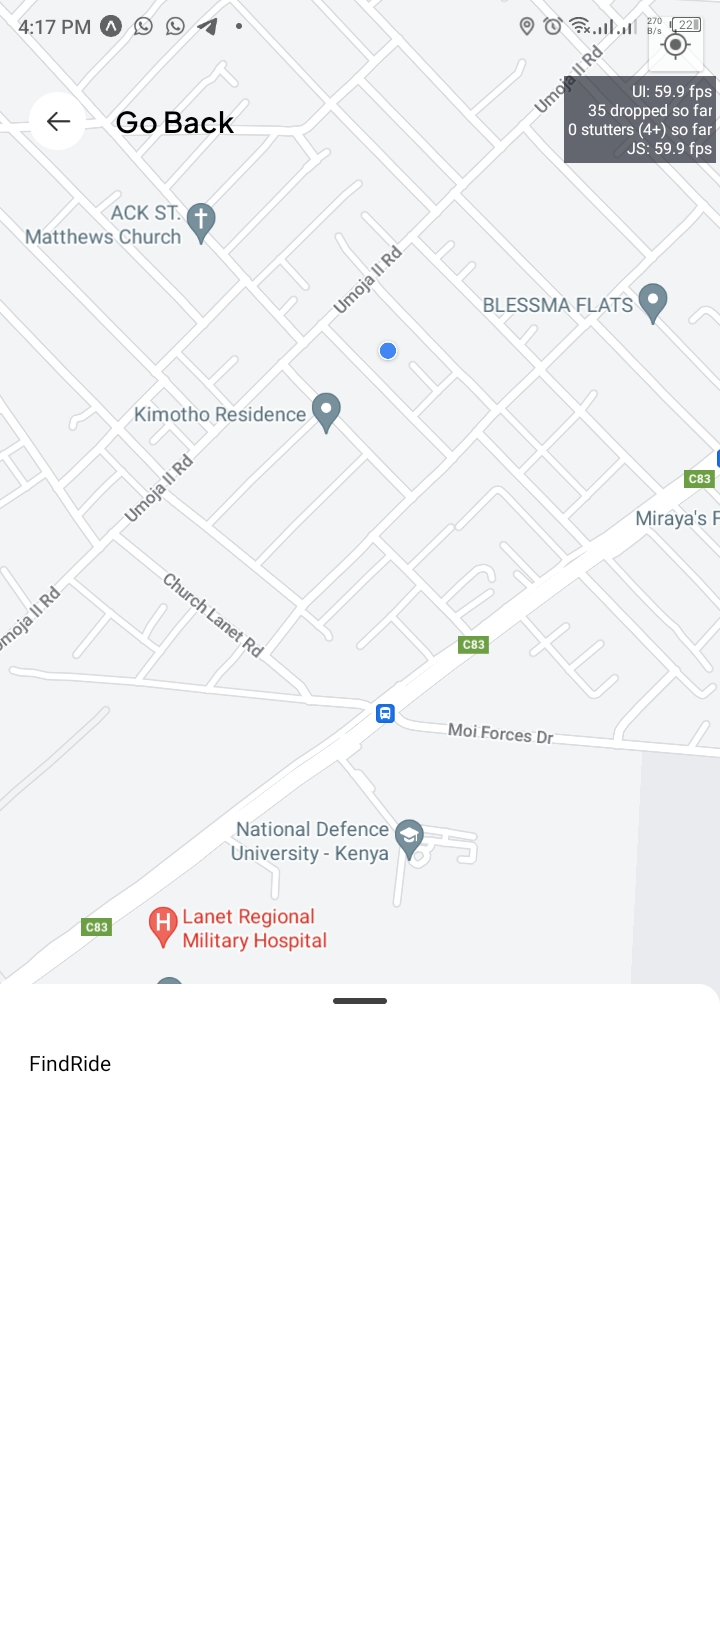 4:17 PM
270
B/s
22
Umoja II Rd
UI: 59.9 fps
35 dropped so far
0 stutters (4+) so far
JS: 59.9 fps
Go Back
ACK ST.
Matthews Church
Umoja II Rd
BLESSMA FLATS
Kimotho Residence
Umoja II Rd
C83
Miraya's F
Church Lanet Rd
moja II Rd
C83
Moi Forces Dr
National Defence
University - Kenya
C83
H
Lanet Regional
Military Hospital
FindRide